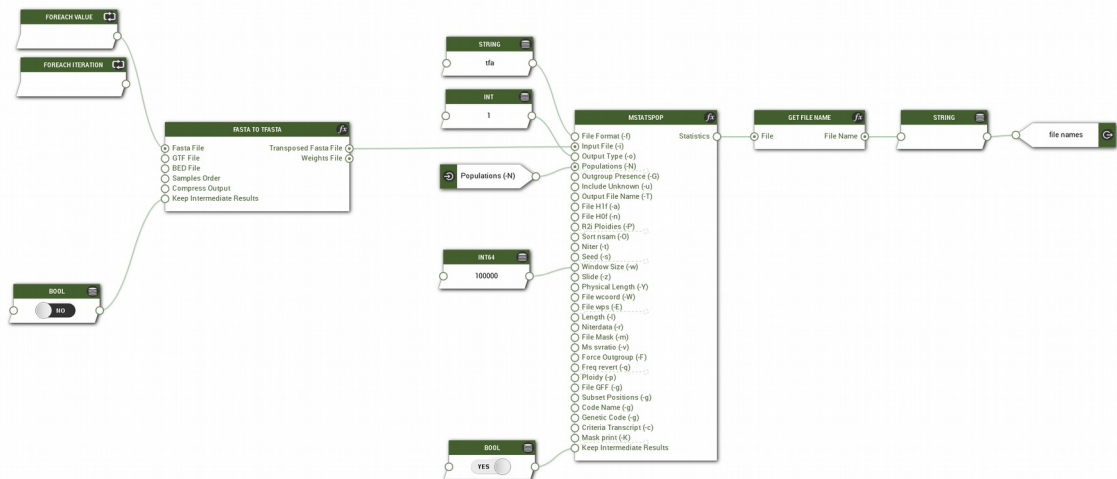 FOREACH VALUE
FOREACH ITERATION
FASTA TO TFASTA
Fasta File
Transposed Fasta File
GTF File
Weights File
BED File
Samples Order
Compress Output
Keep Intermediate Results
BOOL
NO
STRING
tfa
INT
1
Populations (-N)
INT64
100000
BOOL
YES
MSTATSPOP
File Format (-f)
Statistics
Input File (-i)
Output Type (-o)
Populations (-N)
Outgroup Presence (-G)
Include Unknown (-u)
Output File Name (-T)
File H1f (-a)
File H0f (-n)
R2i Ploidies (-P)
Sort nsam (-O)
Niter (-t)
Seed (-s)
Window Size (-w)
Slide (-z)
Physical Length (-Y)
File wcoord (-W)
File wps (-E)
Length (-l)
Niterdata (-r)
File Mask (-m)
Ms svratio (-v)
Force Outgroup (-F)
Freq revert (-q)
Ploidy (-p)
File GFF (-g)
Subset Positions (-g)
Code Name (-g)
Genetic Code (-g)
Criteria Transcript (-c)
Mask print (-K)
Keep Intermediate Results
GET FILE NAME
File
File Name
STRING
file names